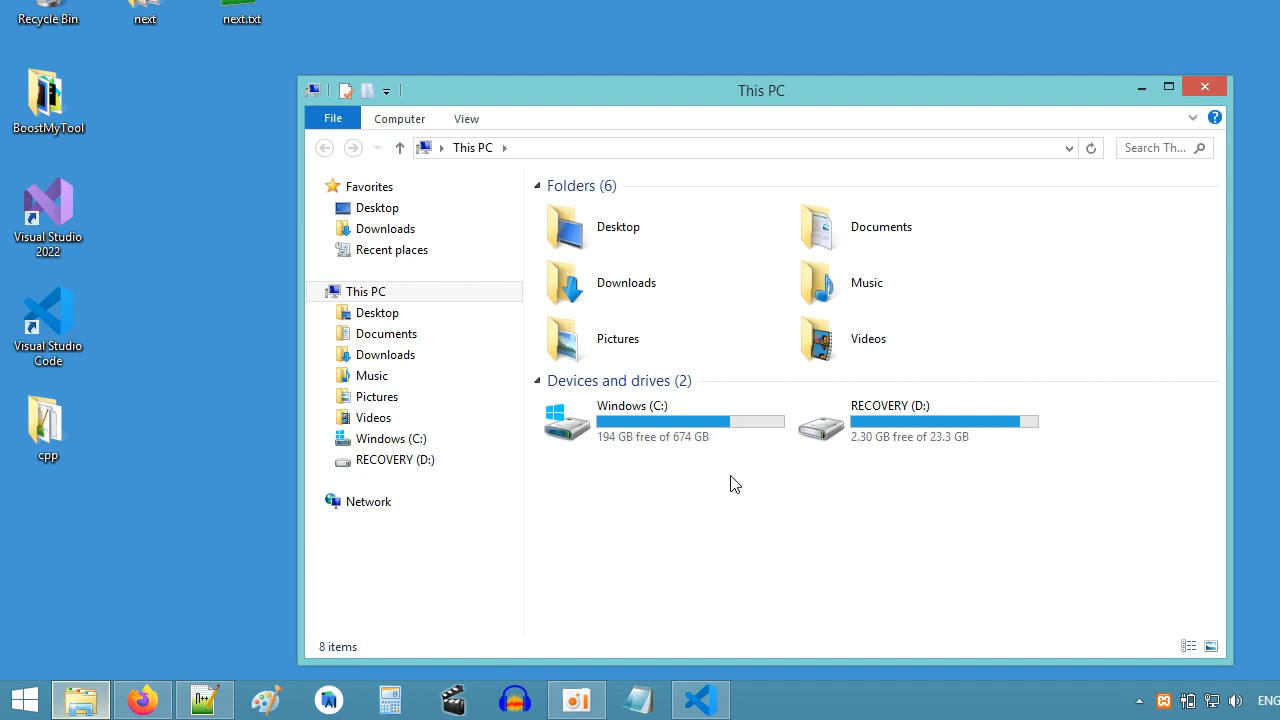 Recycle Bin
next
next.txt
BoostMyTool
Visual Studio
2022
Visual Studio
Code
cpp
This PC
File
Computer
View
This PC
Search Th...
Favorites
Desktop
Downloads
Recent places
This PC
Desktop
Documents
Downloads
Music
Pictures
Videos
Windows (C:)
RECOVERY (D:)
Network
Folders (6)
Desktop
Documents
Downloads
Music
Pictures
Videos
Devices and drives (2)
Windows (C:)
194 GB free of 674 GB
RECOVERY (D:)
2.30 GB free of 23.3 GB
8 items
ENG